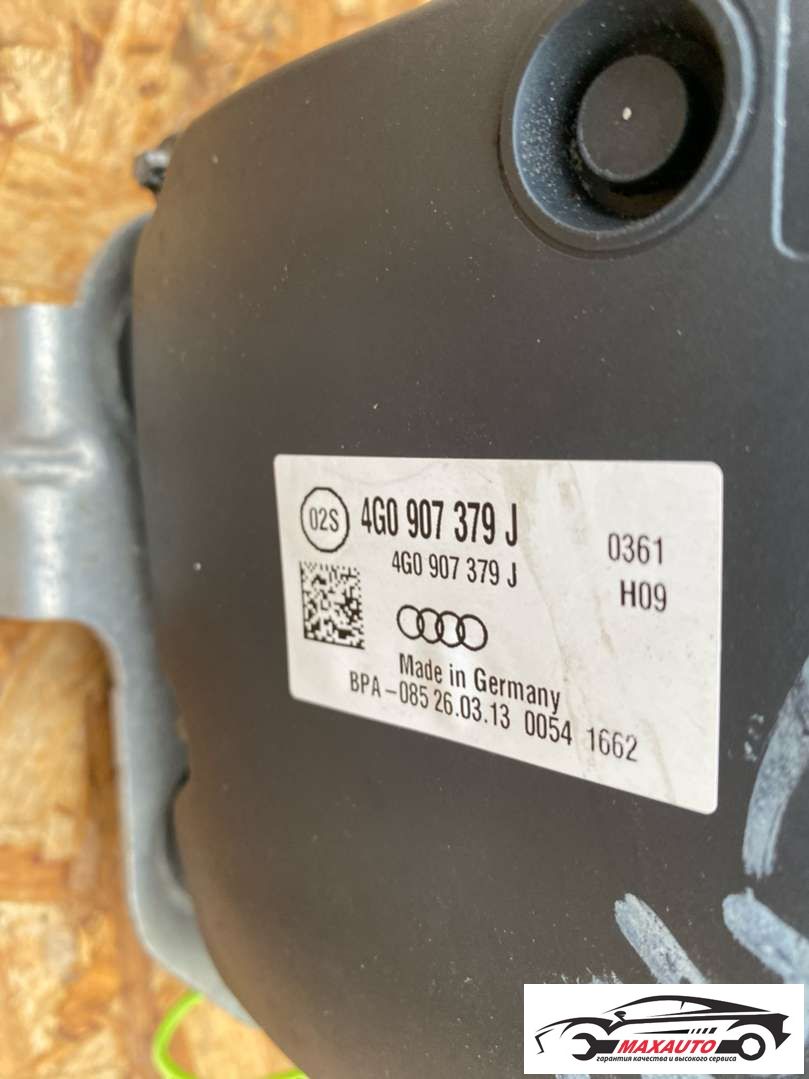 02S 4G0 907 379 J 0361
4G0 907 379 J H09
Made in Germany
BPA-085 26.03.13 0054 1662
MAXAUTO
гарантия качества и высокого сервиса